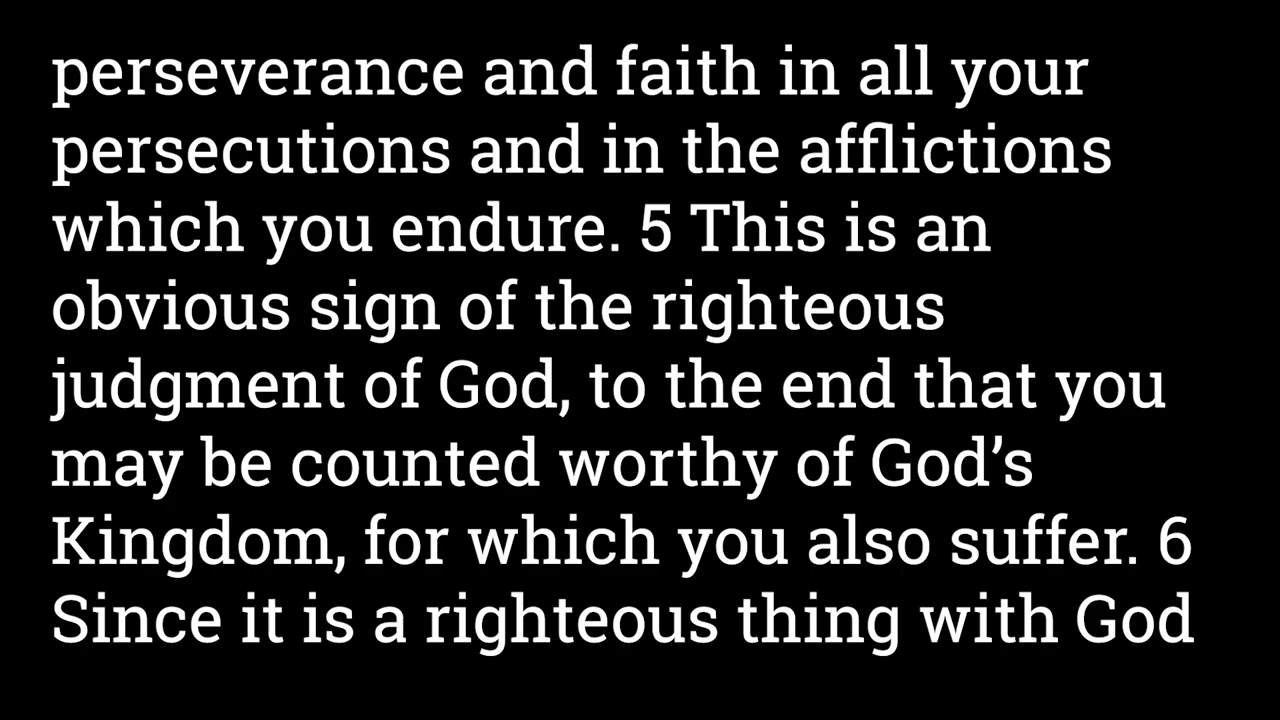 perseverance and faith in all your
persecutions and in the afflictions
which you endure. 5 This is an
obvious sign of the righteous
judgment of God, to the end that you
may be counted worthy of God’s
Kingdom, for which you also suffer. 6
Since it is a righteous thing with God